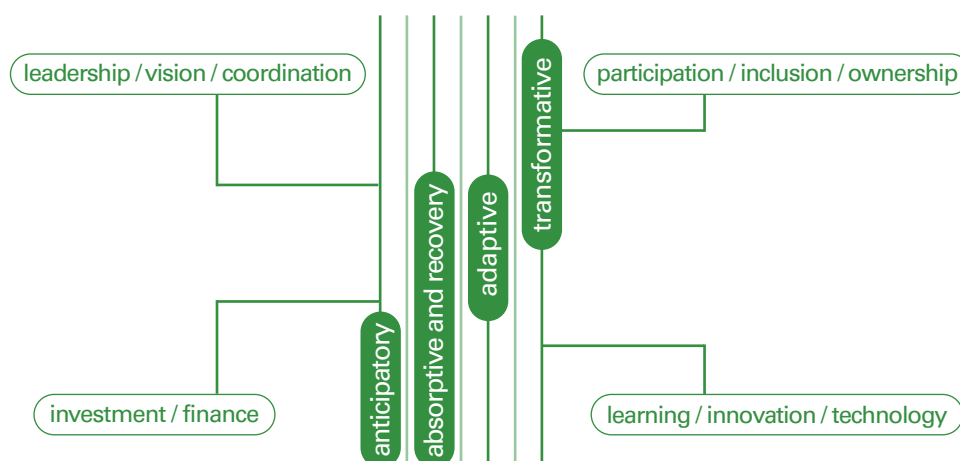 leadership / vision / coordination
participation / inclusion / ownership
anticipatory
absorptive and recovery
adaptive
transformative
investment / finance
learning / innovation / technology